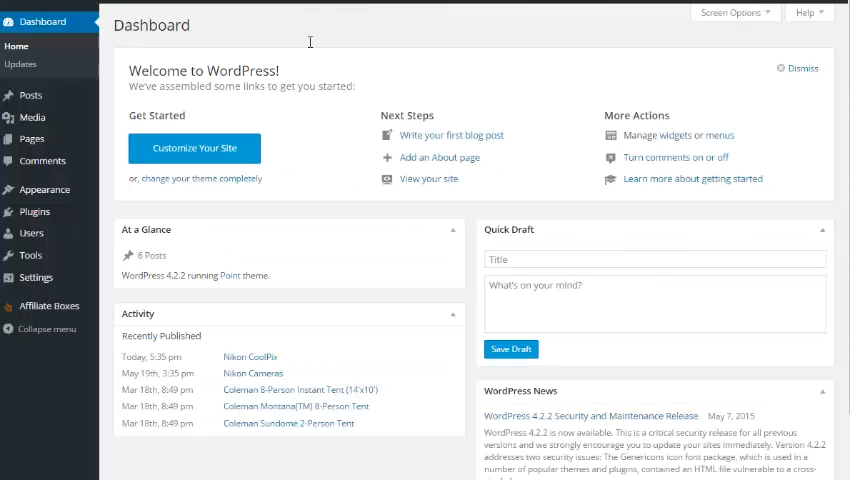 Dashboard
Home
Updates
Posts
Media
Pages
Comments
Appearance
Plugins
Users
Tools
Settings
Affiliate Boxes
Collapse menu
Screen Options
Help
Dashboard
Welcome to WordPress!
We've assembled some links to get you started:
Dismiss
Get Started
Customize Your Site
or, change your theme completely
Next Steps
Write your first blog post
Add an About page
View your site
More Actions
Manage widgets or menus
Turn comments on or off
Learn more about getting started
At a Glance
6 Posts
WordPress 4.2.2 running Point theme.
Activity
Recently Published
Today, 5:35 pm Nikon CoolPix
May 19th, 3:35 pm Nikon Cameras
Mar 18th, 8:49 pm Coleman 8-Person Instant Tent (14'x10')
Mar 18th, 8:49 pm Coleman Montana(TM) 8-Person Tent
Mar 18th, 8:49 pm Coleman Sundome 2-Person Tent
Quick Draft
Title
What's on your mind?
Save Draft
WordPress News
WordPress 4.2.2 Security and Maintenance Release May 7, 2015
WordPress 4.2.2 is now available. This is a critical security release for all previous
versions and we strongly encourage you to update your sites immediately. Version 4.2.2
addresses two security issues: The Genericons icon font package, which is used in a
number of popular themes and plugins, contained an HTML file vulnerable to a cross-